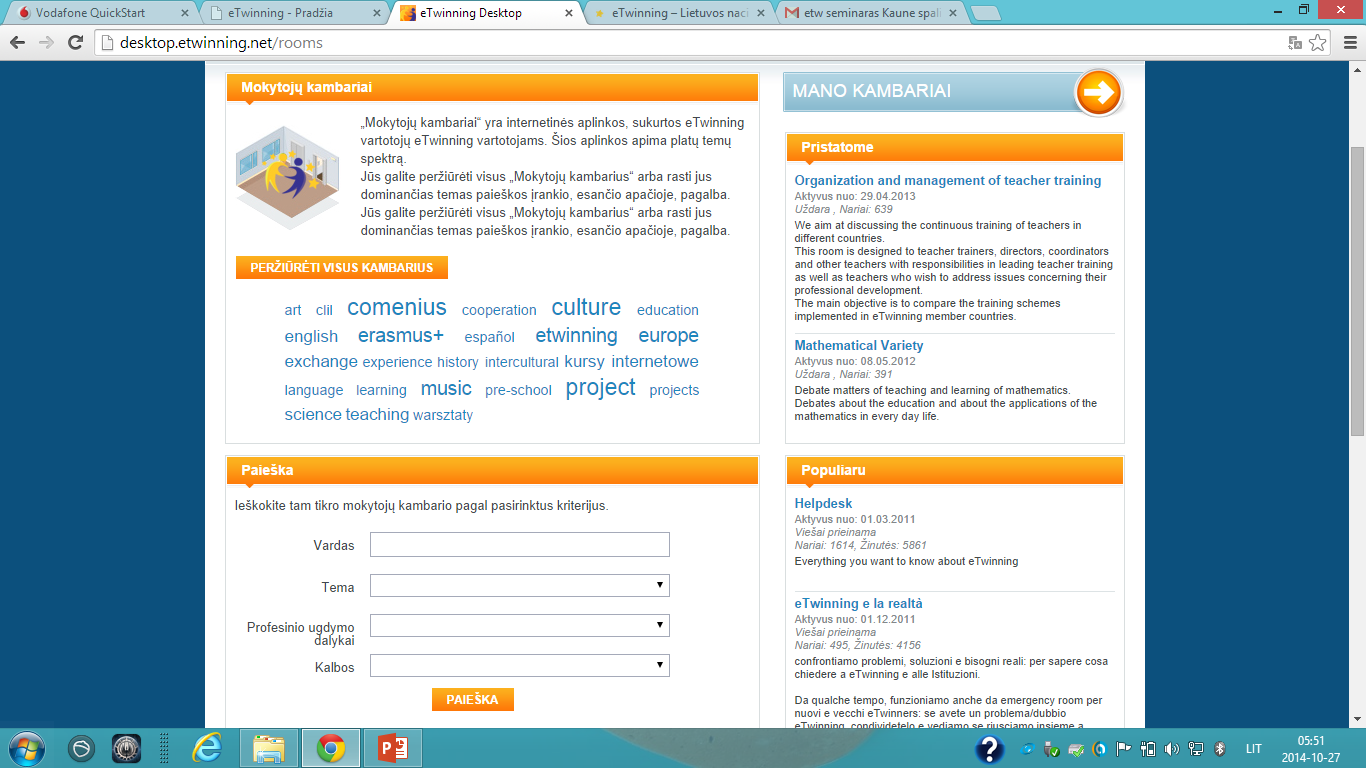 Vodafone QuickStart
eTwinning - Pradžia
eTwinning Desktop
eTwinning – Lietuvos naci
etw seminaras Kaune spali
desktop.etwinning.net/rooms
Mokytojų kambariai
„Mokytojų kambariai“ yra internetinės aplinkos, sukurtos eTwinning
vartotojų eTwinning vartotojams. Šios aplinkos apima platų temų
spektrą.
Jūs galite peržiūrėti visus „Mokytojų kambarius“ arba rasti jus
dominančias temas paieškos įrankio, esančio apačioje, pagalba.
Jūs galite peržiūrėti visus „Mokytojų kambarius“ arba rasti jus
dominančias temas paieškos įrankio, esančio apačioje, pagalba.
PERŽIŪRĖTI VISUS KAMBARIUS
art clil comenius cooperation culture education
english erasmus+ español etwinning europe
exchange experience history intercultural kursy internetowe
language learning music pre-school project projects
science teaching warsztaty
Paieška
Ieškokite tam tikro mokytojų kambario pagal pasirinktus kriterijus.
Vardas
Tema
Profesinio ugdymo
dalykai
Kalbos
PAIEŠKA
MANO KAMBARIAI
Pristatome
Organization and management of teacher training
Aktyvus nuo: 29.04.2013
Uždara , Nariai: 639
We aim at discussing the continuous training of teachers in
different countries.
This room is designed to teacher trainers, directors, coordinators
and other teachers with responsibilities in leading teacher training
as well as teachers who wish to address issues concerning their
professional development.
The main objective is to compare the training schemes
implemented in eTwinning member countries.
Mathematical Variety
Aktyvus nuo: 08.05.2012
Uždara , Nariai: 391
Debate matters of teaching and learning of mathematics.
Debates about the education and about the applications of the
mathematics in every day life.
Populiaru
Helpdesk
Aktyvus nuo: 01.03.2011
Viešai prieinama
Nariai: 1614, Žinutės: 5861
Everything you want to know about eTwinning
eTwinning e la realtà
Aktyvus nuo: 01.12.2011
Viešai prieinama
Nariai: 495, Žinutės: 4156
confrontiamo problemi, soluzioni e bisogni reali: per sapere cosa
chiedere a eTwinning e alle Istituzioni.
Da qualche tempo, funzioniamo anche da emergency room per
nuovi e vecchi eTwinners: se avete un problema/dubbio
eTwinning, condividetelo e vediamo se riusciamo insieme a
LIT
05:51
2014-10-27